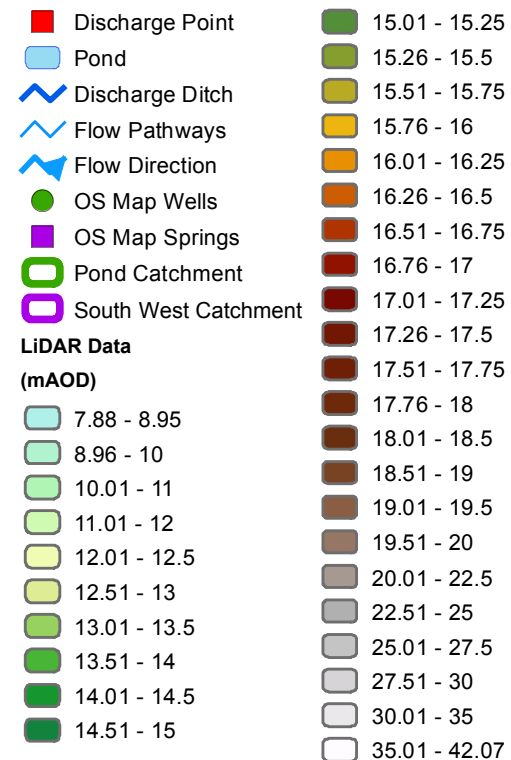 Discharge Point
Pond
Discharge Ditch
Flow Pathways
Flow Direction
OS Map Wells
OS Map Springs
Pond Catchment
South West Catchment
LiDAR Data
(mAOD)
7.88 - 8.95
8.96 - 10
10.01 - 11
11.01 - 12
12.01 - 12.5
12.51 - 13
13.01 - 13.5
13.51 - 14
14.01 - 14.5
14.51 - 15
15.01 - 15.25
15.26 - 15.5
15.51 - 15.75
15.76 - 16
16.01 - 16.25
16.26 - 16.5
16.51 - 16.75
16.76 - 17
17.01 - 17.25
17.26 - 17.5
17.51 - 17.75
17.76 - 18
18.01 - 18.5
18.51 - 19
19.01 - 19.5
19.51 - 20
20.01 - 22.5
22.51 - 25
25.01 - 27.5
27.51 - 30
30.01 - 35
35.01 - 42.07